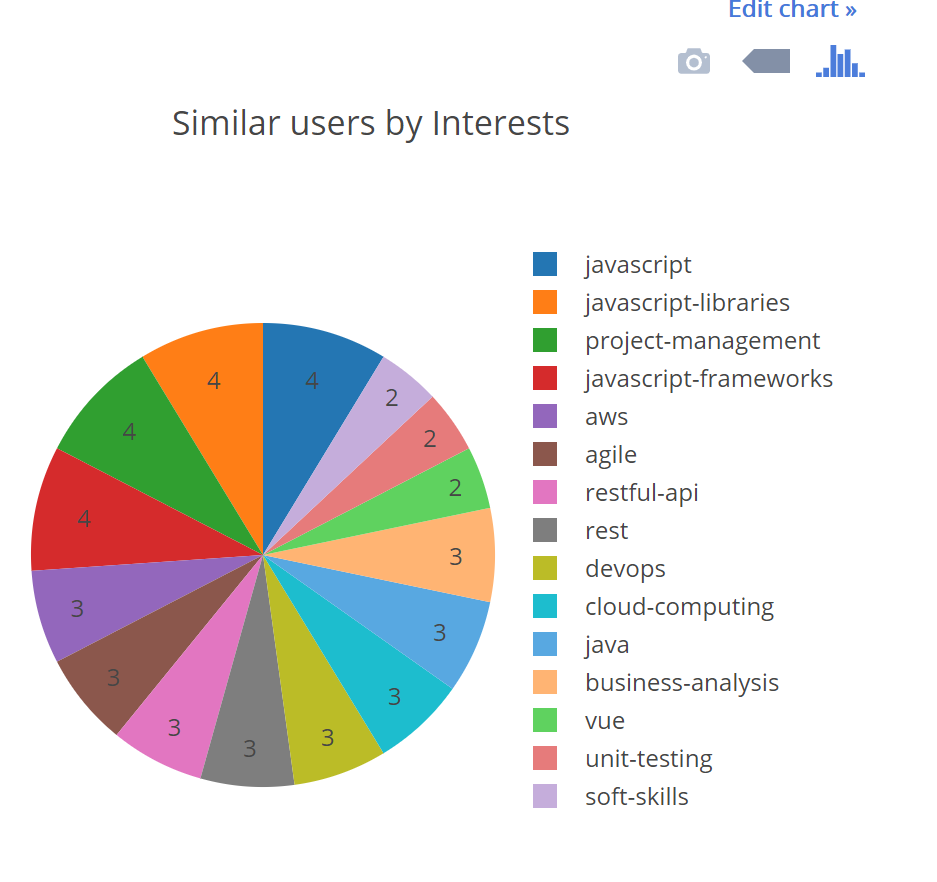 Edit chart »
Similar users by Interests
javascript
javascript-libraries
project-management
javascript-frameworks
aws
agile
restful-api
rest
devops
cloud-computing
java
business-analysis
vue
unit-testing
soft-skills
4
4
2
4
2
2
4
3
3
3
3
3
3
3
3